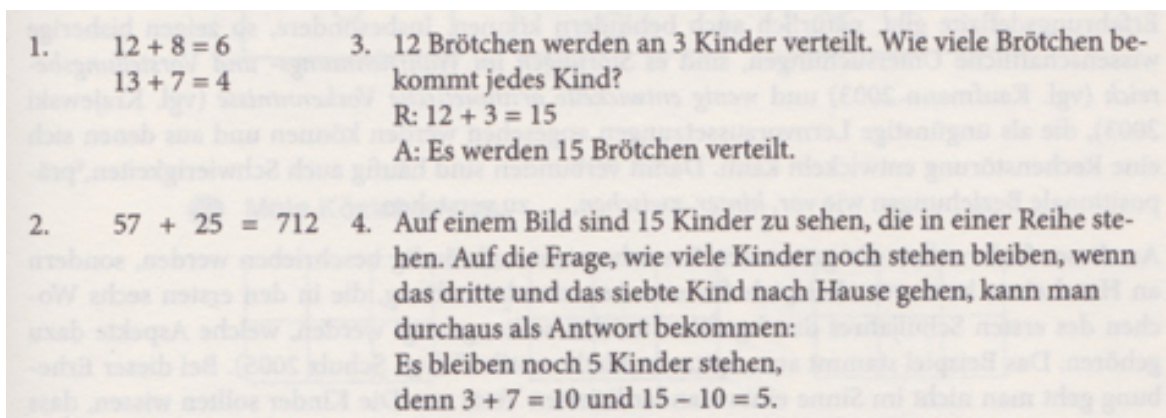 1. 12 + 8 = 6
13 + 7 = 4
2. 57 + 25 = 712
3. 12 Brötchen werden an 3 Kinder verteilt. Wie viele Brötchen be-
kommt jedes Kind?
R: 12 + 3 = 15
A: Es werden 15 Brötchen verteilt.
4. Auf einem Bild sind 15 Kinder zu sehen, die in einer Reihe ste-
hen. Auf die Frage, wie viele Kinder noch stehen bleiben, wenn
das dritte und das siebte Kind nach Hause gehen, kann man
durchaus als Antwort bekommen:
Es bleiben noch 5 Kinder stehen,
denn 3 + 7 = 10 und 15 – 10 = 5.